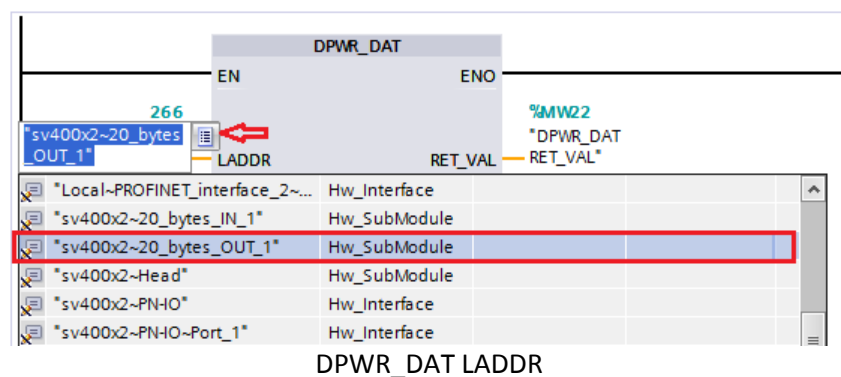 DPWR_DAT
EN ENO
266 %MW22
"sv400x2~20_bytes "DPWR_DAT
_OUT_1" LADDR RET_VAL RET_VAL"
"Local~PROFINET_interface_2~... Hw_Interface
"sv400x2~20_bytes_IN_1" Hw_SubModule
"sv400x2~20_bytes_OUT_1" Hw_SubModule
"sv400x2~Head" Hw_SubModule
"sv400x2~PN-IO" Hw_Interface
"sv400x2~PN-IO~Port_1" Hw_Interface
DPWR_DAT LADDR